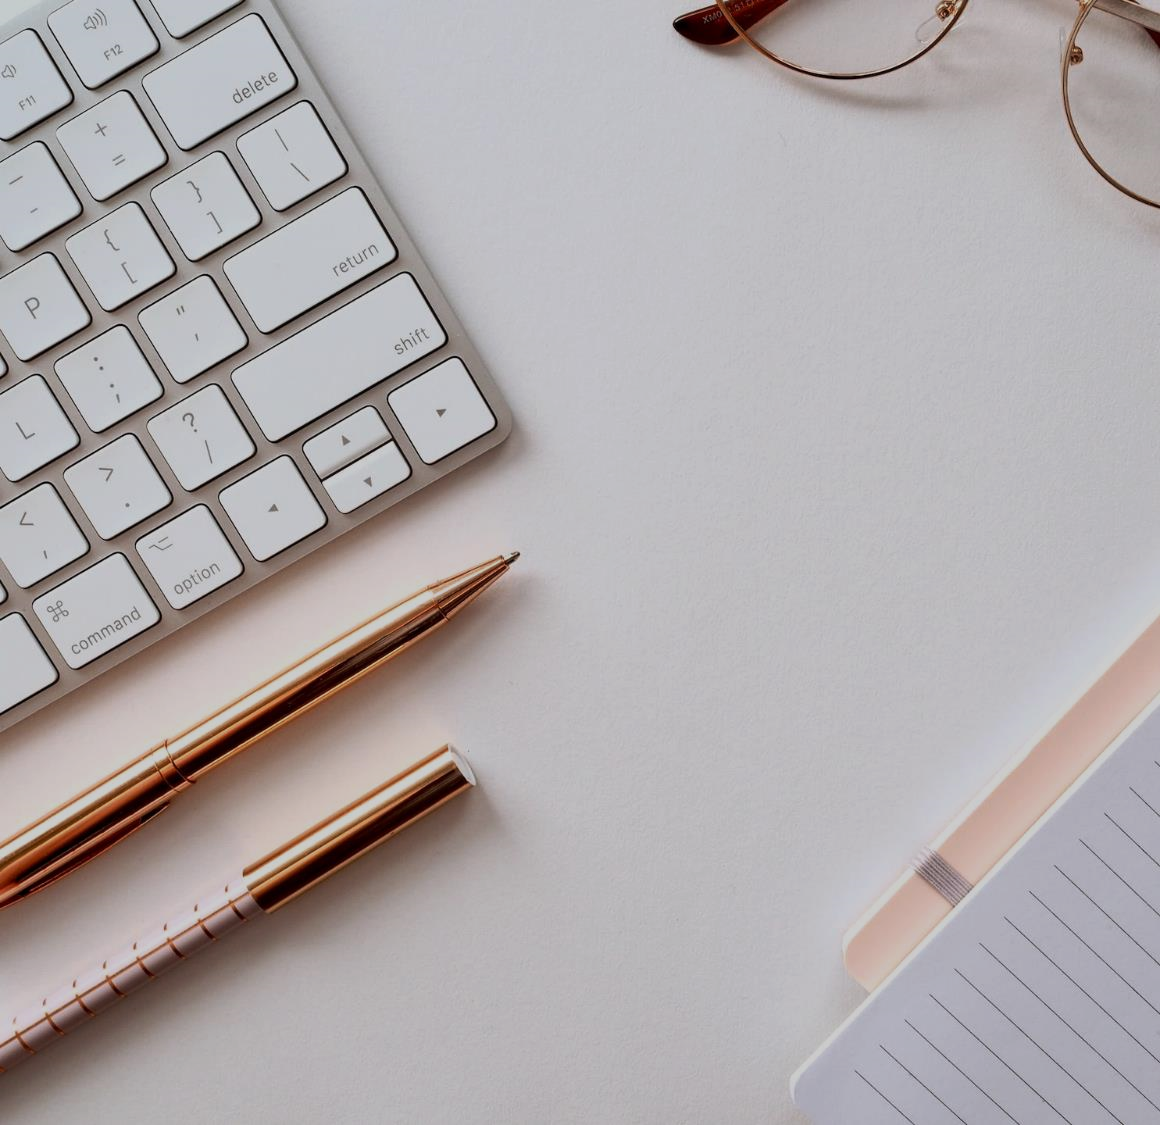 F11
F12
delete
+
=
|
\
—
-
}
]
{
[
return
P
"
,
:
;
shift
L
?
/
>
.
<
,
option
⌘
command